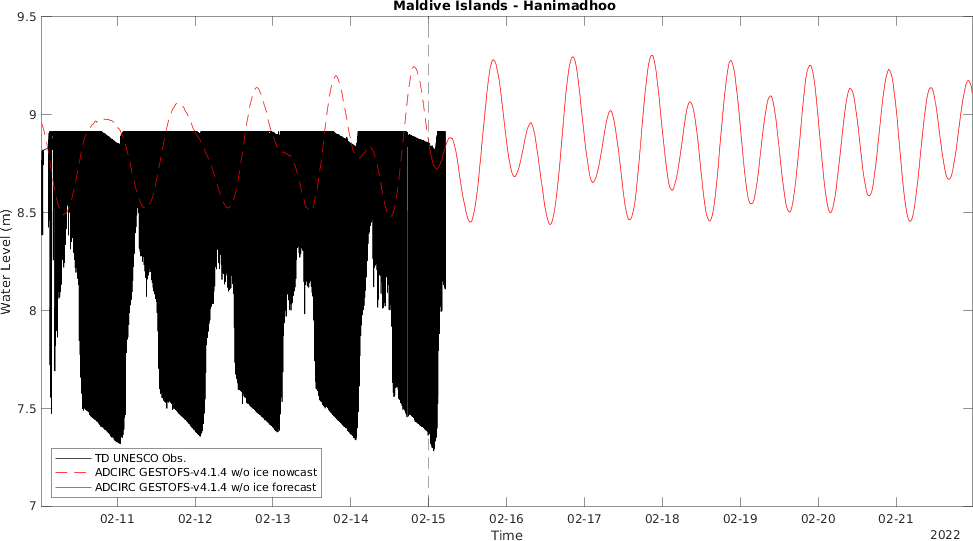 Maldive Islands - Hanimadhoo
9.5
9
8.5
8
7.5
7
Water Level (m)
TD UNESCO Obs.
ADCIRC GESTOFS-v4.1.4 w/o ice nowcast
ADCIRC GESTOFS-v4.1.4 w/o ice forecast
02-11 02-12 02-13 02-14 02-15 02-16 02-17 02-18 02-19 02-20 02-21
Time
2022